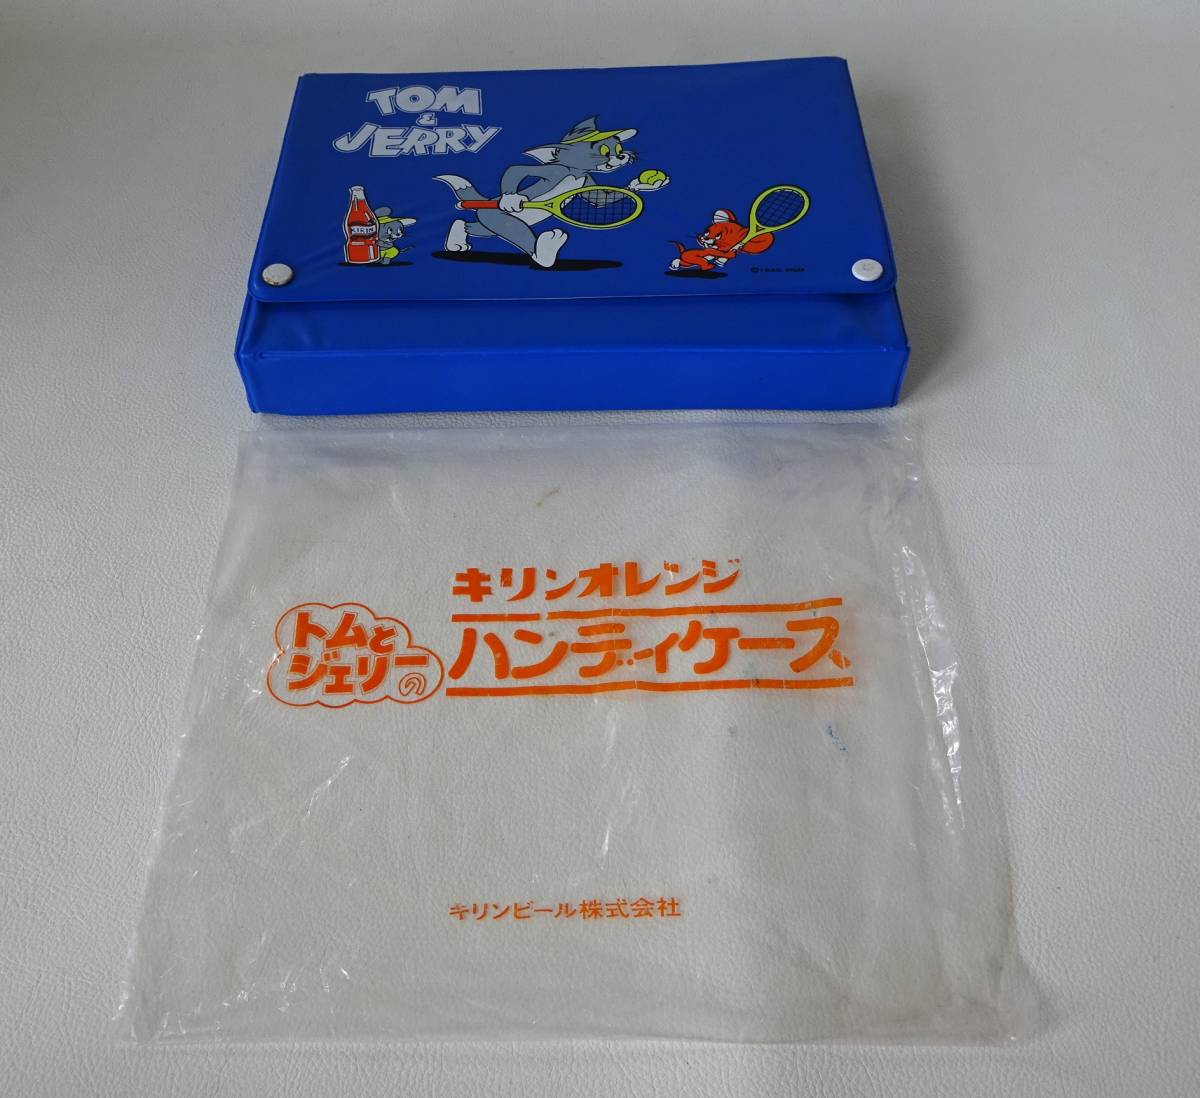 TOM
&
JERRY
KIRIN
キリンオレンジ
トムと
ジェリーの
ハンディケース
キリンビール株式会社